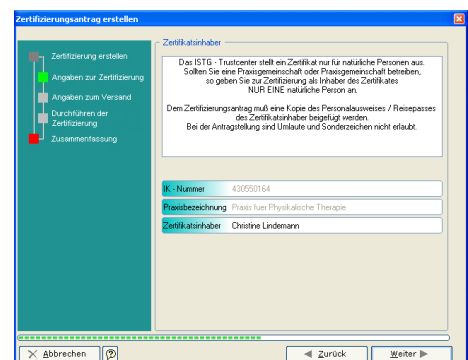 Zertifizierungsantrag erstellen
Zertifizierung erstellen
Angaben zur Zertifizierung
Angaben zum Versand
Durchführen der
Zertifizierung
Zusammenfassung
Zertifikatsinhaber
Das ISTG - Trustcenter stellt ein Zertifikat nur für natürliche Personen aus.
Sollten Sie eine Praxisgemeinschaft oder Praxisgemeinschaft betreiben,
so geben Sie zur Zertifizierung als Inhaber des Zertifikates
NUR EINE natürliche Person an.
Dem Zertifizierungsantrag muß eine Kopie des Personalausweises / Reisepasses
des Zertifikatsinhaber beigefügt werden.
Bei der Antragstellung sind Umlaute und Sonderzeichen nicht erlaubt.
IK - Nummer 430550164
Praxisbezeichnung Praxis fuer Physikalische Therapie
Zertifikatsinhaber Christine Lindemann
Abbrechen
Zurück
Weiter